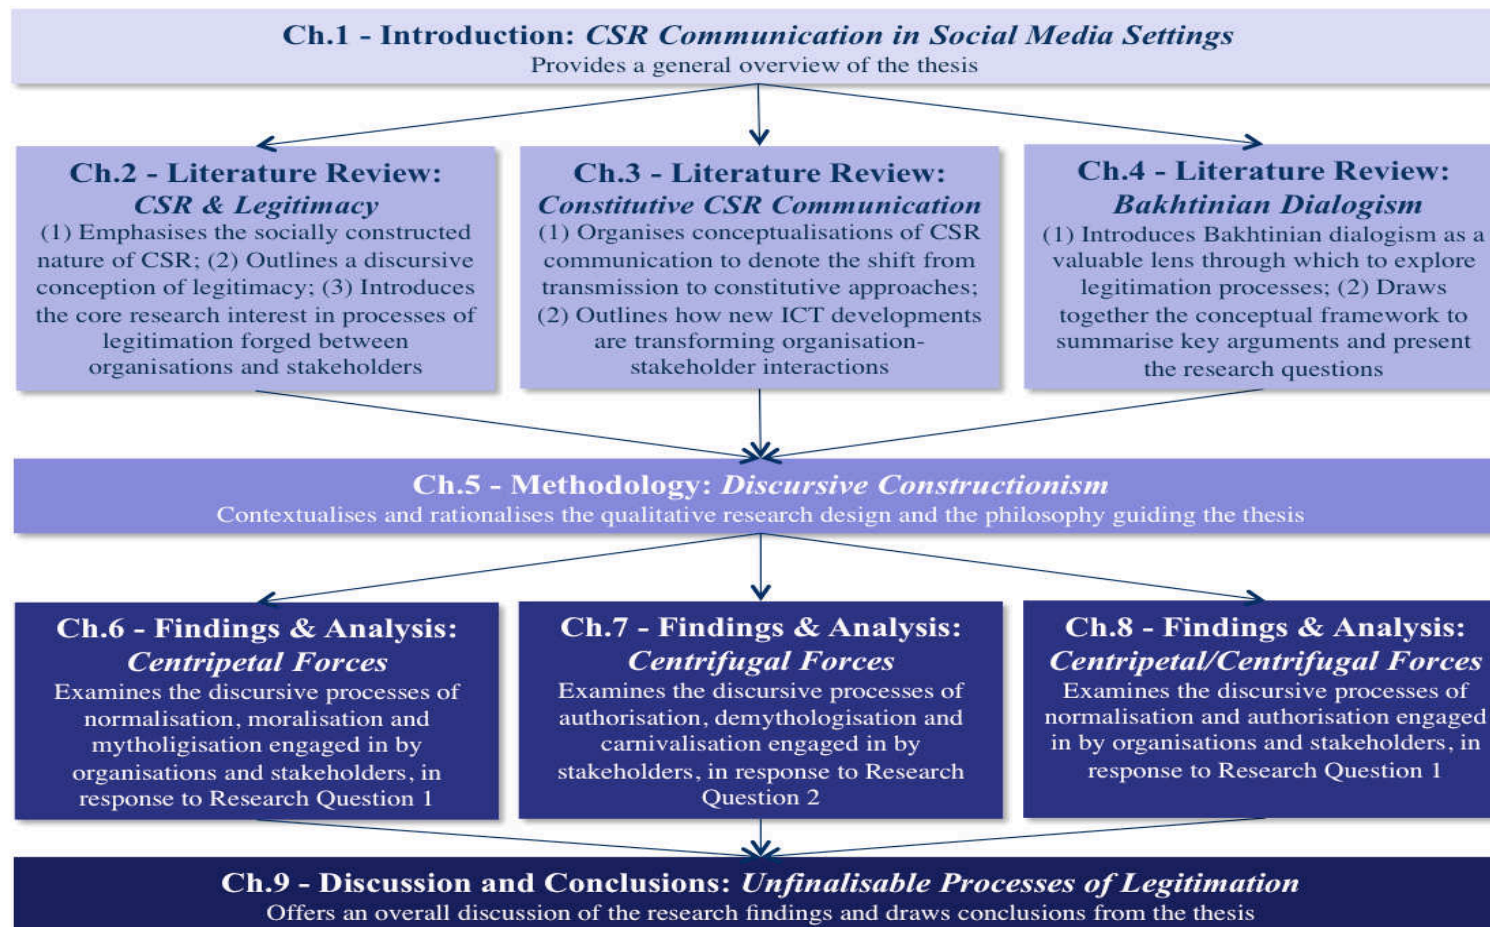 Ch.1 - Introduction: CSR Communication in Social Media Settings
Provides a general overview of the thesis
Ch.2 - Literature Review:
CSR & Legitimacy
(1) Emphasises the socially constructed
nature of CSR; (2) Outlines a discursive
conception of legitimacy; (3) Introduces
the core research interest in processes of
legitimation forged between
organisations and stakeholders
Ch.3 - Literature Review:
Constitutive CSR Communication
(1) Organises conceptualisations of CSR
communication to denote the shift from
transmission to constitutive approaches;
(2) Outlines how new ICT developments
are transforming organisation-
stakeholder interactions
Ch.4 - Literature Review:
Bakhtinian Dialogism
(1) Introduces Bakhtinian dialogism as a
valuable lens through which to explore
legitimation processes; (2) Draws
together the conceptual framework to
summarise key arguments and present
the research questions
Ch.5 - Methodology: Discursive Constructionism
Contextualises and rationalises the qualitative research design and the philosophy guiding the thesis
Ch.6 - Findings & Analysis:
Centripetal Forces
Examines the discursive processes of
normalisation, moralisation and
mytholigisation engaged in by
organisations and stakeholders, in
response to Research Question 1
Ch.7 - Findings & Analysis:
Centrifugal Forces
Examines the discursive processes of
authorisation, demythologisation and
carnivalisation engaged in by
stakeholders, in response to Research
Question 2
Ch.8 - Findings & Analysis:
Centripetal/Centrifugal Forces
Examines the discursive processes of
normalisation and authorisation engaged
in by organisations and stakeholders, in
response to Research Question 1
Ch.9 - Discussion and Conclusions: Unfinalisable Processes of Legitimation
Offers an overall discussion of the research findings and draws conclusions from the thesis